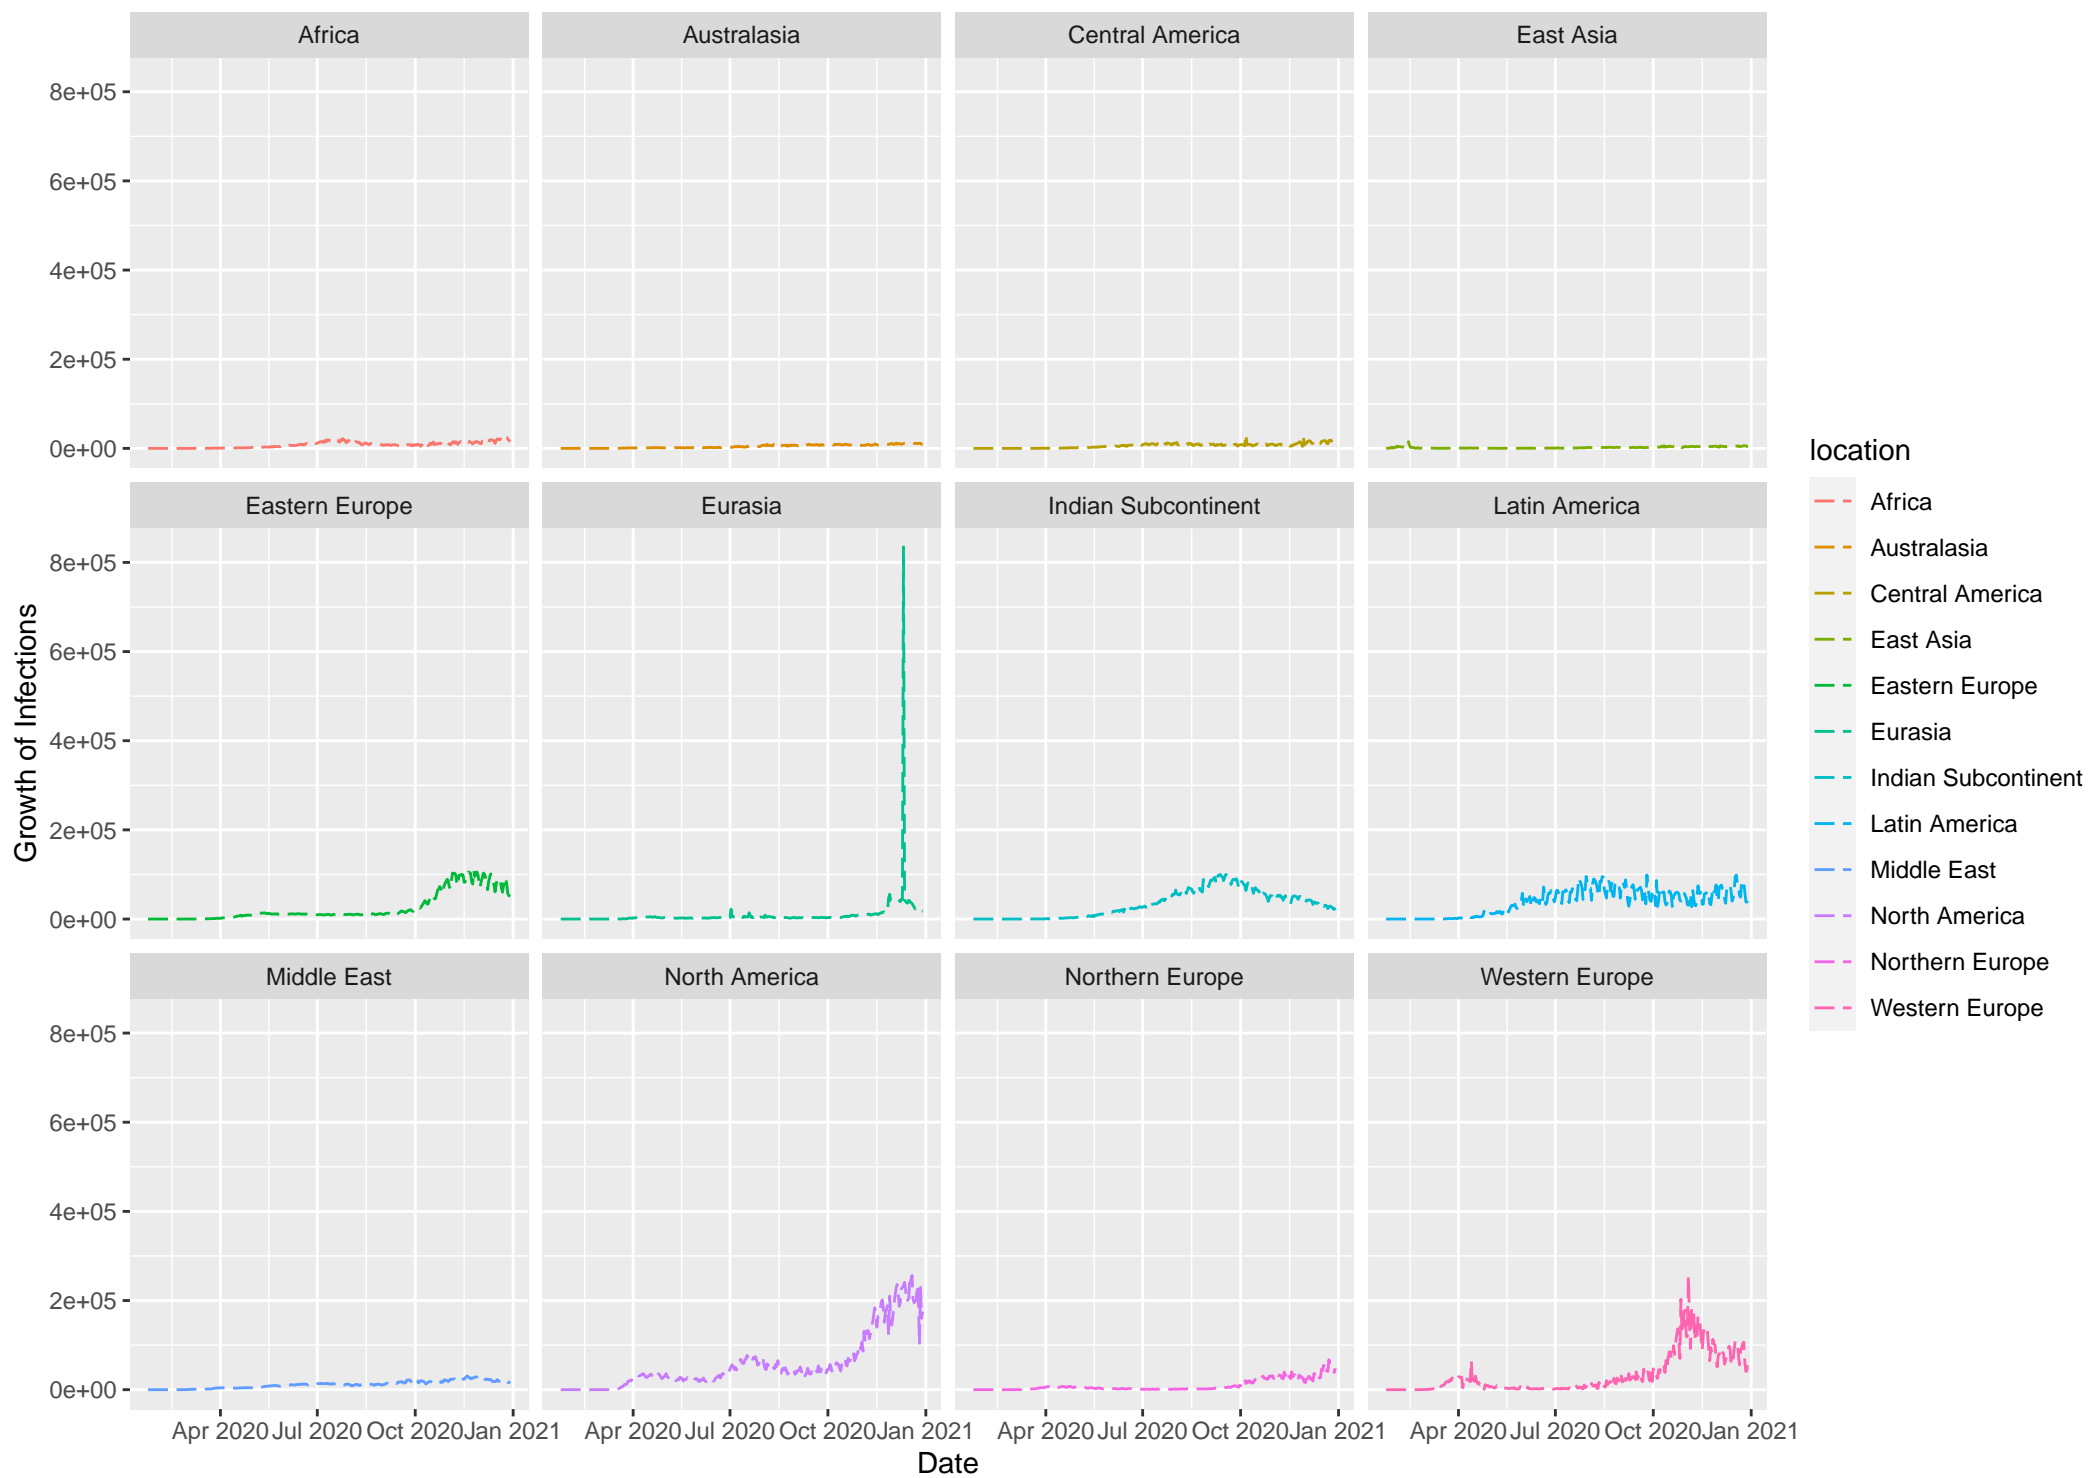 Africa
Australasia
Central America
East Asia
8e+05
6e+05
4e+05
2e+05
0e+00
Eastern Europe
Eurasia
Indian Subcontinent
Latin America
8e+05
6e+05
4e+05
2e+05
0e+00
Middle East
North America
Northern Europe
Western Europe
8e+05
6e+05
4e+05
2e+05
0e+00
Apr 2020 Jul 2020 Oct 2020 Jan 2021
Apr 2020 Jul 2020 Oct 2020 Jan 2021
Apr 2020 Jul 2020 Oct 2020 Jan 2021
Apr 2020 Jul 2020 Oct 2020 Jan 2021
Date
Growth of Infections
location
Africa
Australasia
Central America
East Asia
Eastern Europe
Eurasia
Indian Subcontinent
Latin America
Middle East
North America
Northern Europe
Western Europe